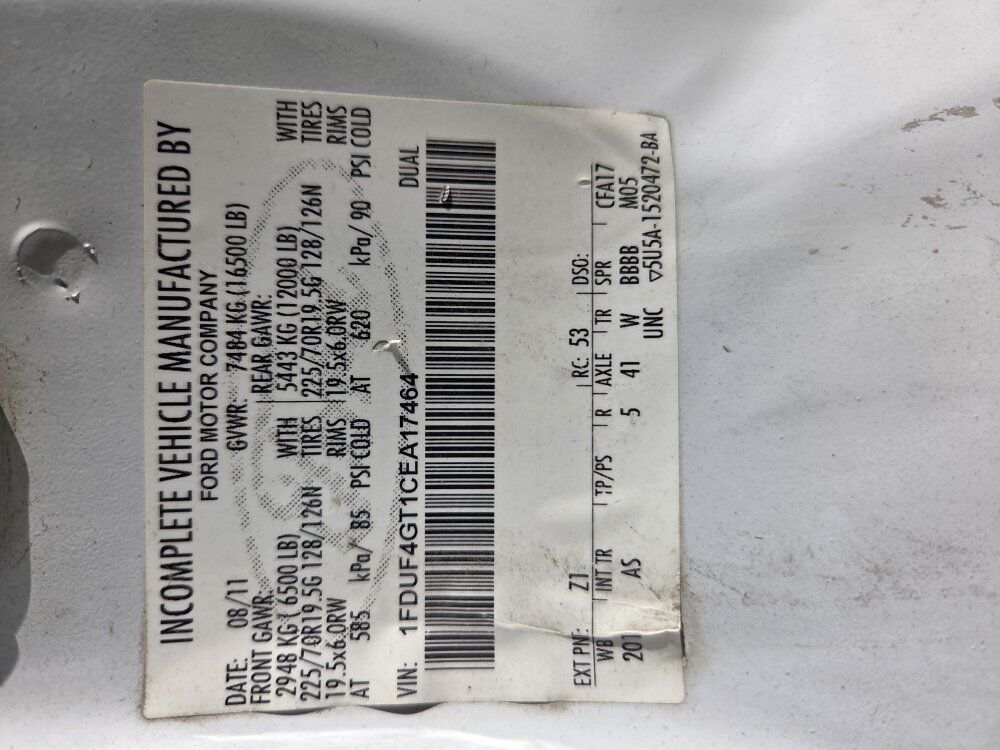 INCOMPLETE VEHICLE MANUFACTURED BY
FORD MOTOR COMPANY
DATE: 08/11 GVWR: 7484 KG (16500 LB)
FRONT GAWR: REAR GAWR:
2948 KG ( 6500 LB) WITH 5443 KG (12000 LB) WITH
225/70R19.5G 128/126N TIRES 225/70R19.5G 128/126N TIRES
19.5x6.0RW RIMS 19.5x6.0RW RIMS
AT 585 kPa/ 85 PSI COLD AT 620 kPa/ 90 PSI COLD
VIN: 1FDUF4GT1CEA17464 DUAL
EXT PNT: Z1 RC: 53 DSO:
WB INT TR TP/PS R AXLE TR SPR CFA17
201 AS 5 41 W BBBB M05
UNC ▽5U5A-1520472-BA